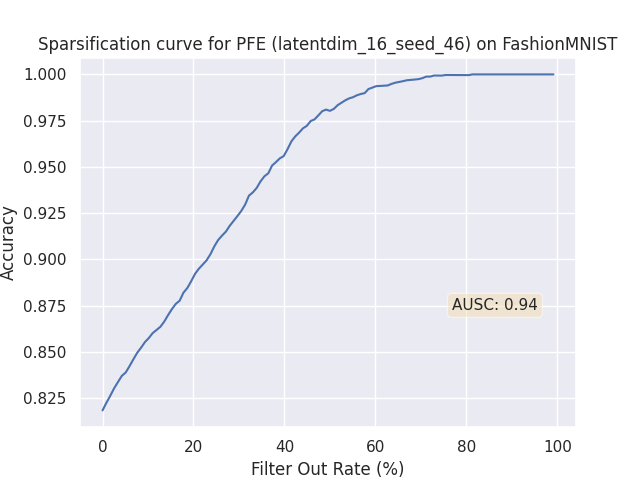 Sparsification curve for PFE (latentdim_16_seed_46) on FashionMNIST
1.000
0.975
0.950
0.925
0.900
0.875
0.850
0.825
Accuracy
AUSC: 0.94
0 20 40 60 80 100
Filter Out Rate (%)